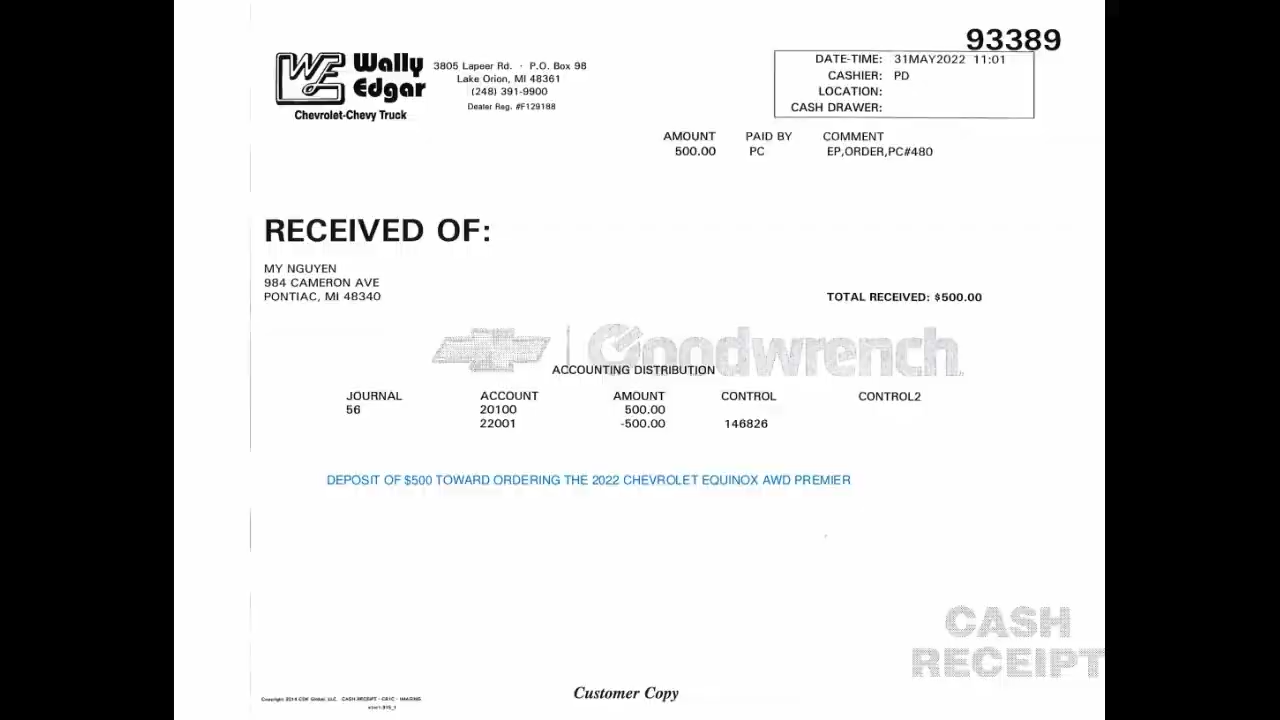 93389
Wally
Edgar
Chevrolet-Chevy Truck
3805 Lapeer Rd. · P.O. Box 98
Lake Orion, MI 48361
(248) 391-9900
Dealer Reg. #F129188
DATE-TIME: 31MAY2022 11:01
CASHIER: PD
LOCATION:
CASH DRAWER:
AMOUNT PAID BY COMMENT
500.00 PC EP,ORDER,PC#480
RECEIVED OF:
MY NGUYEN
984 CAMERON AVE
PONTIAC, MI 48340
TOTAL RECEIVED: $500.00
Goodwrench
ACCOUNTING DISTRIBUTION
JOURNAL ACCOUNT AMOUNT CONTROL CONTROL2
56 20100 500.00
22001 -500.00 146826
DEPOSIT OF $500 TOWARD ORDERING THE 2022 CHEVROLET EQUINOX AWD PREMIER
CASH
RECEIPT
Customer Copy